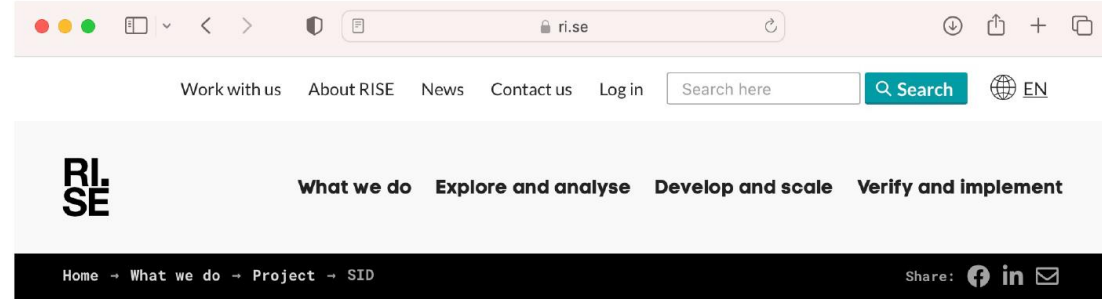 ri.se
Work with us About RISE News Contact us Log in Search here Search EN
RI.
SE
What we do Explore and analyse Develop and scale Verify and implement
Home → What we do → Project → SID Share: in